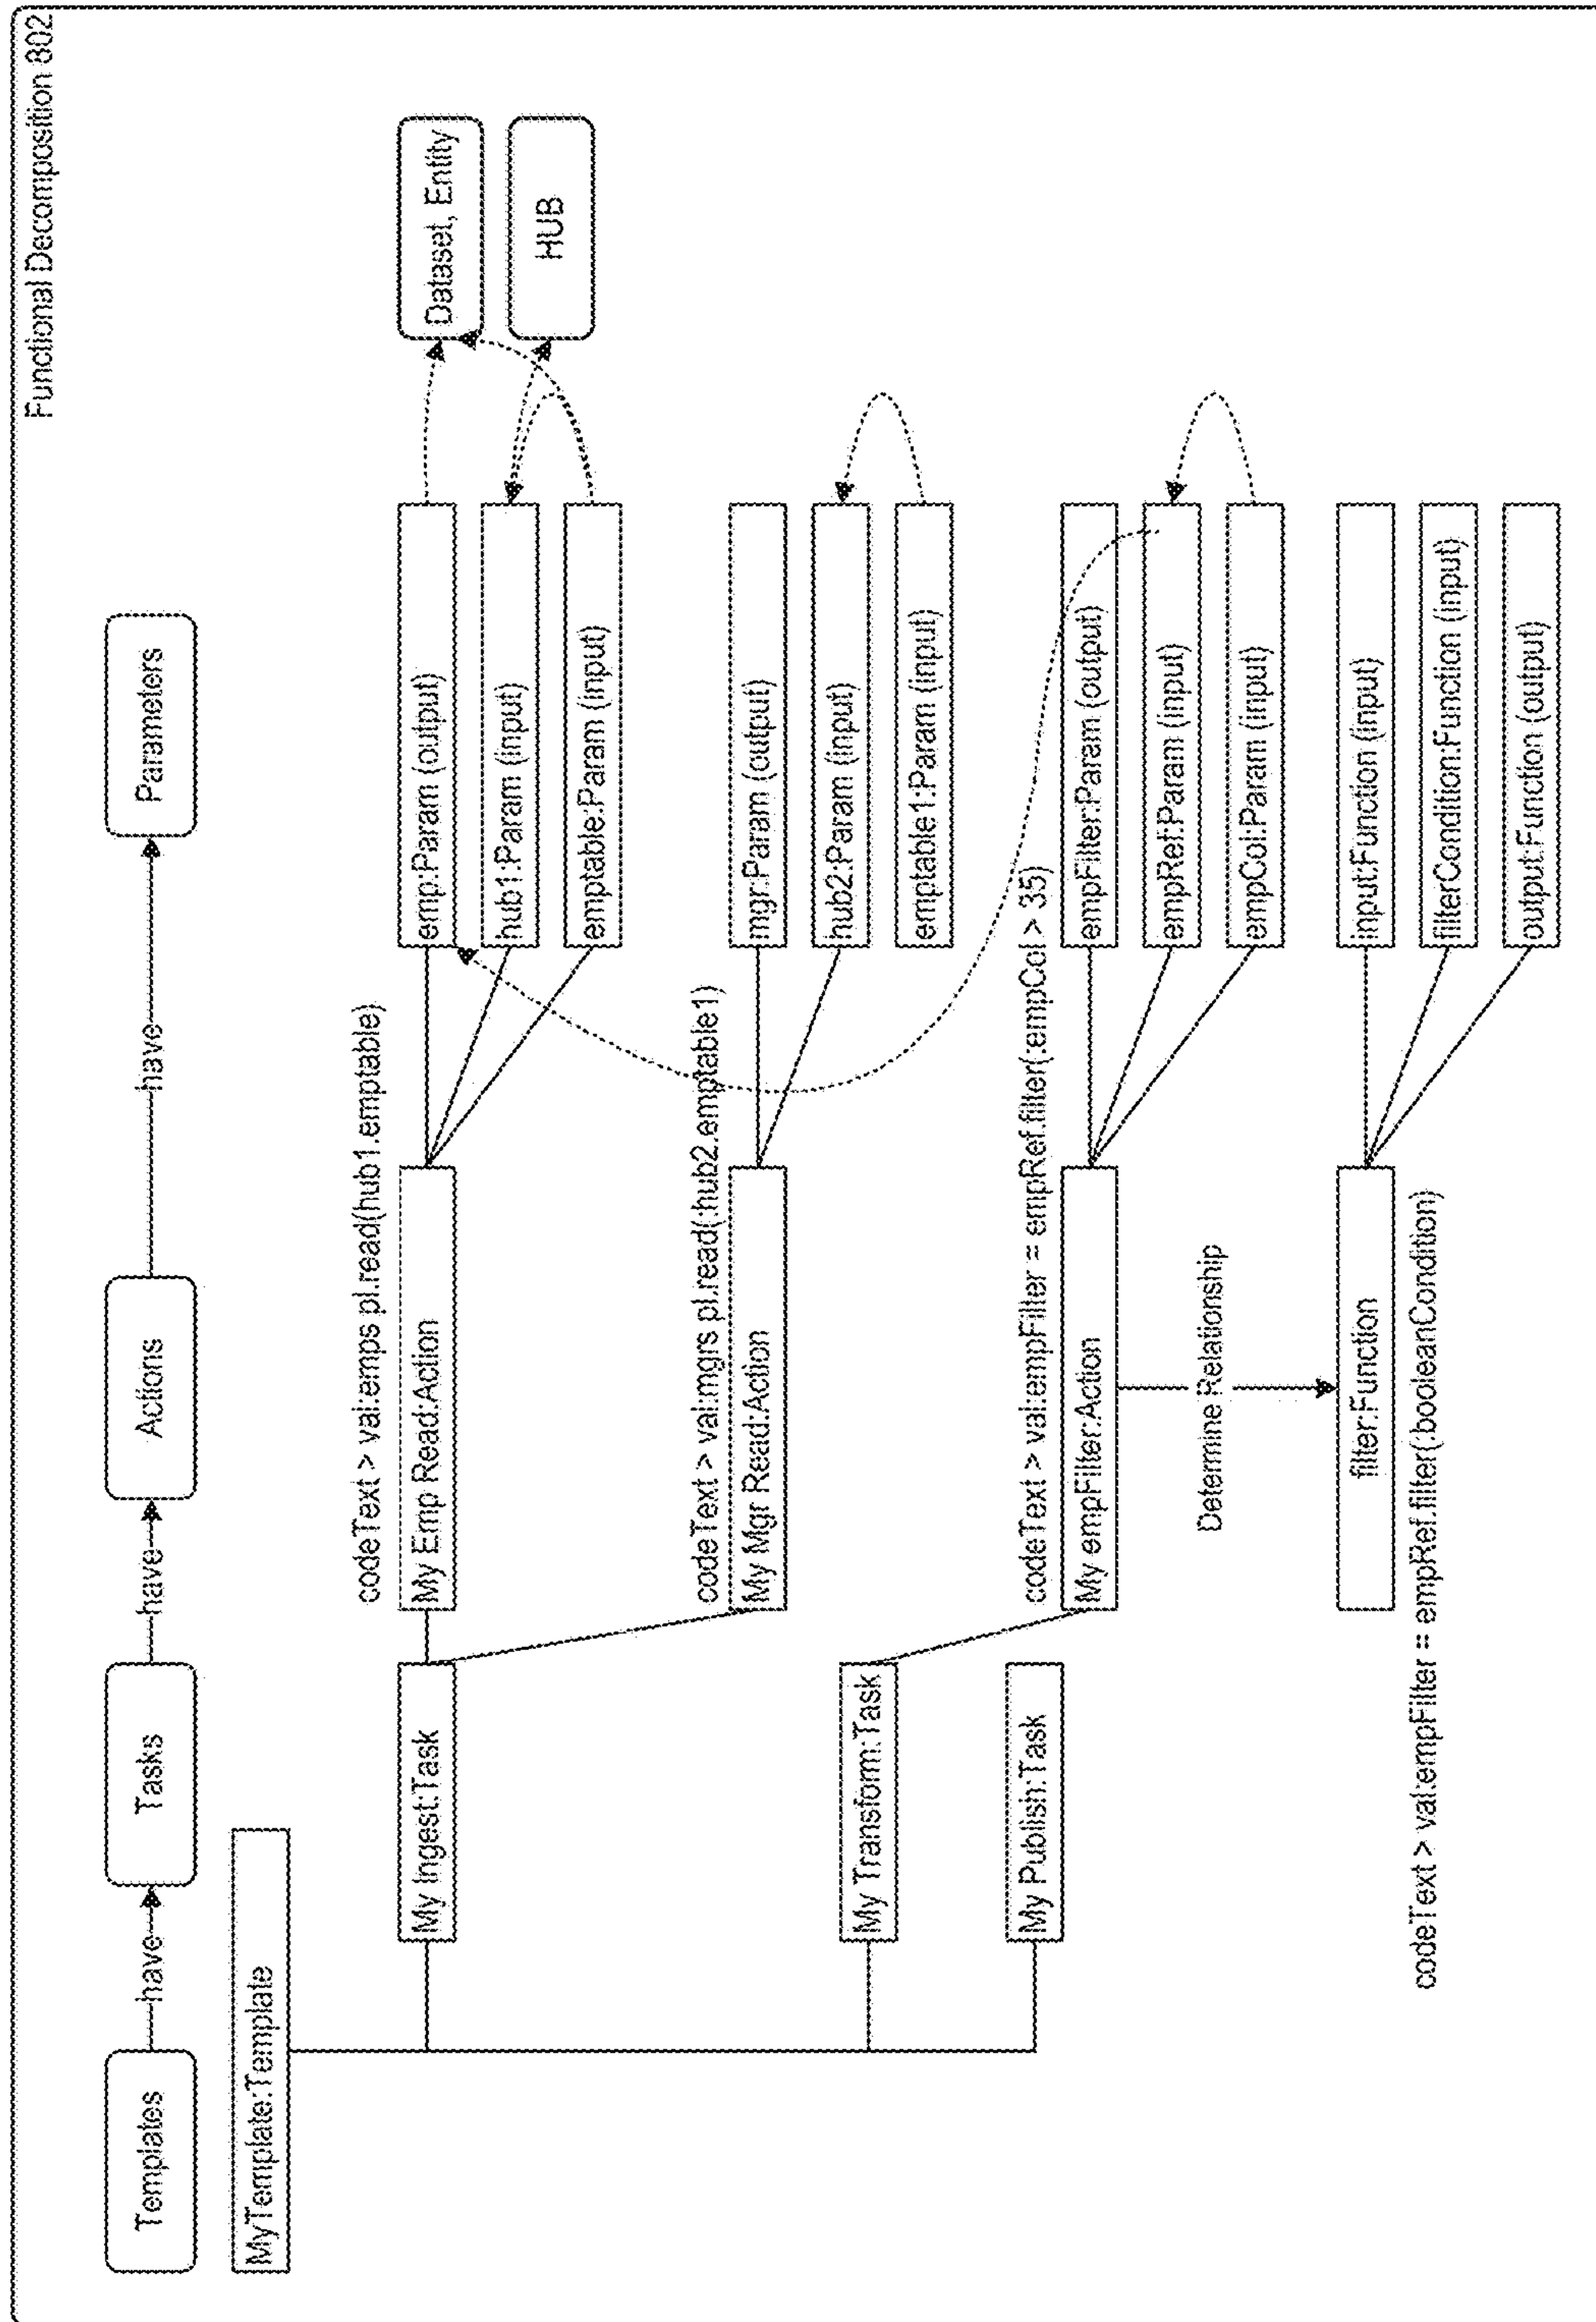 Functional Decomposition 802
Templates
have
Tasks
have
Actions
have
Parameters
MyTemplate:Template
codeText > val:emps pl.read(hub1.emptable)
My Ingest:Task
My Emp Read:Action
emp:Param (output)
Dataset, Entity
hub1:Param (input)
HUB
emptable:Param (input)
codeText > val:mgrs pl.read(:hub2.emptable1)
My Mgr Read:Action
mgr:Param (output)
hub2:Param (input)
My Transform:Task
emptable1:Param (input)
My Publish:Task
codeText > val:empFilter = empRef.filter(:empCol > 35)
My empFilter:Action
empFilter:Param (output)
empRef:Param (input)
Determine Relationship
empCol:Param (input)
filter:Function
input:Function (input)
codeText > val:empFilter = empRef.filter(:booleanCondition)
filterCondition:Function (input)
output:Function (output)